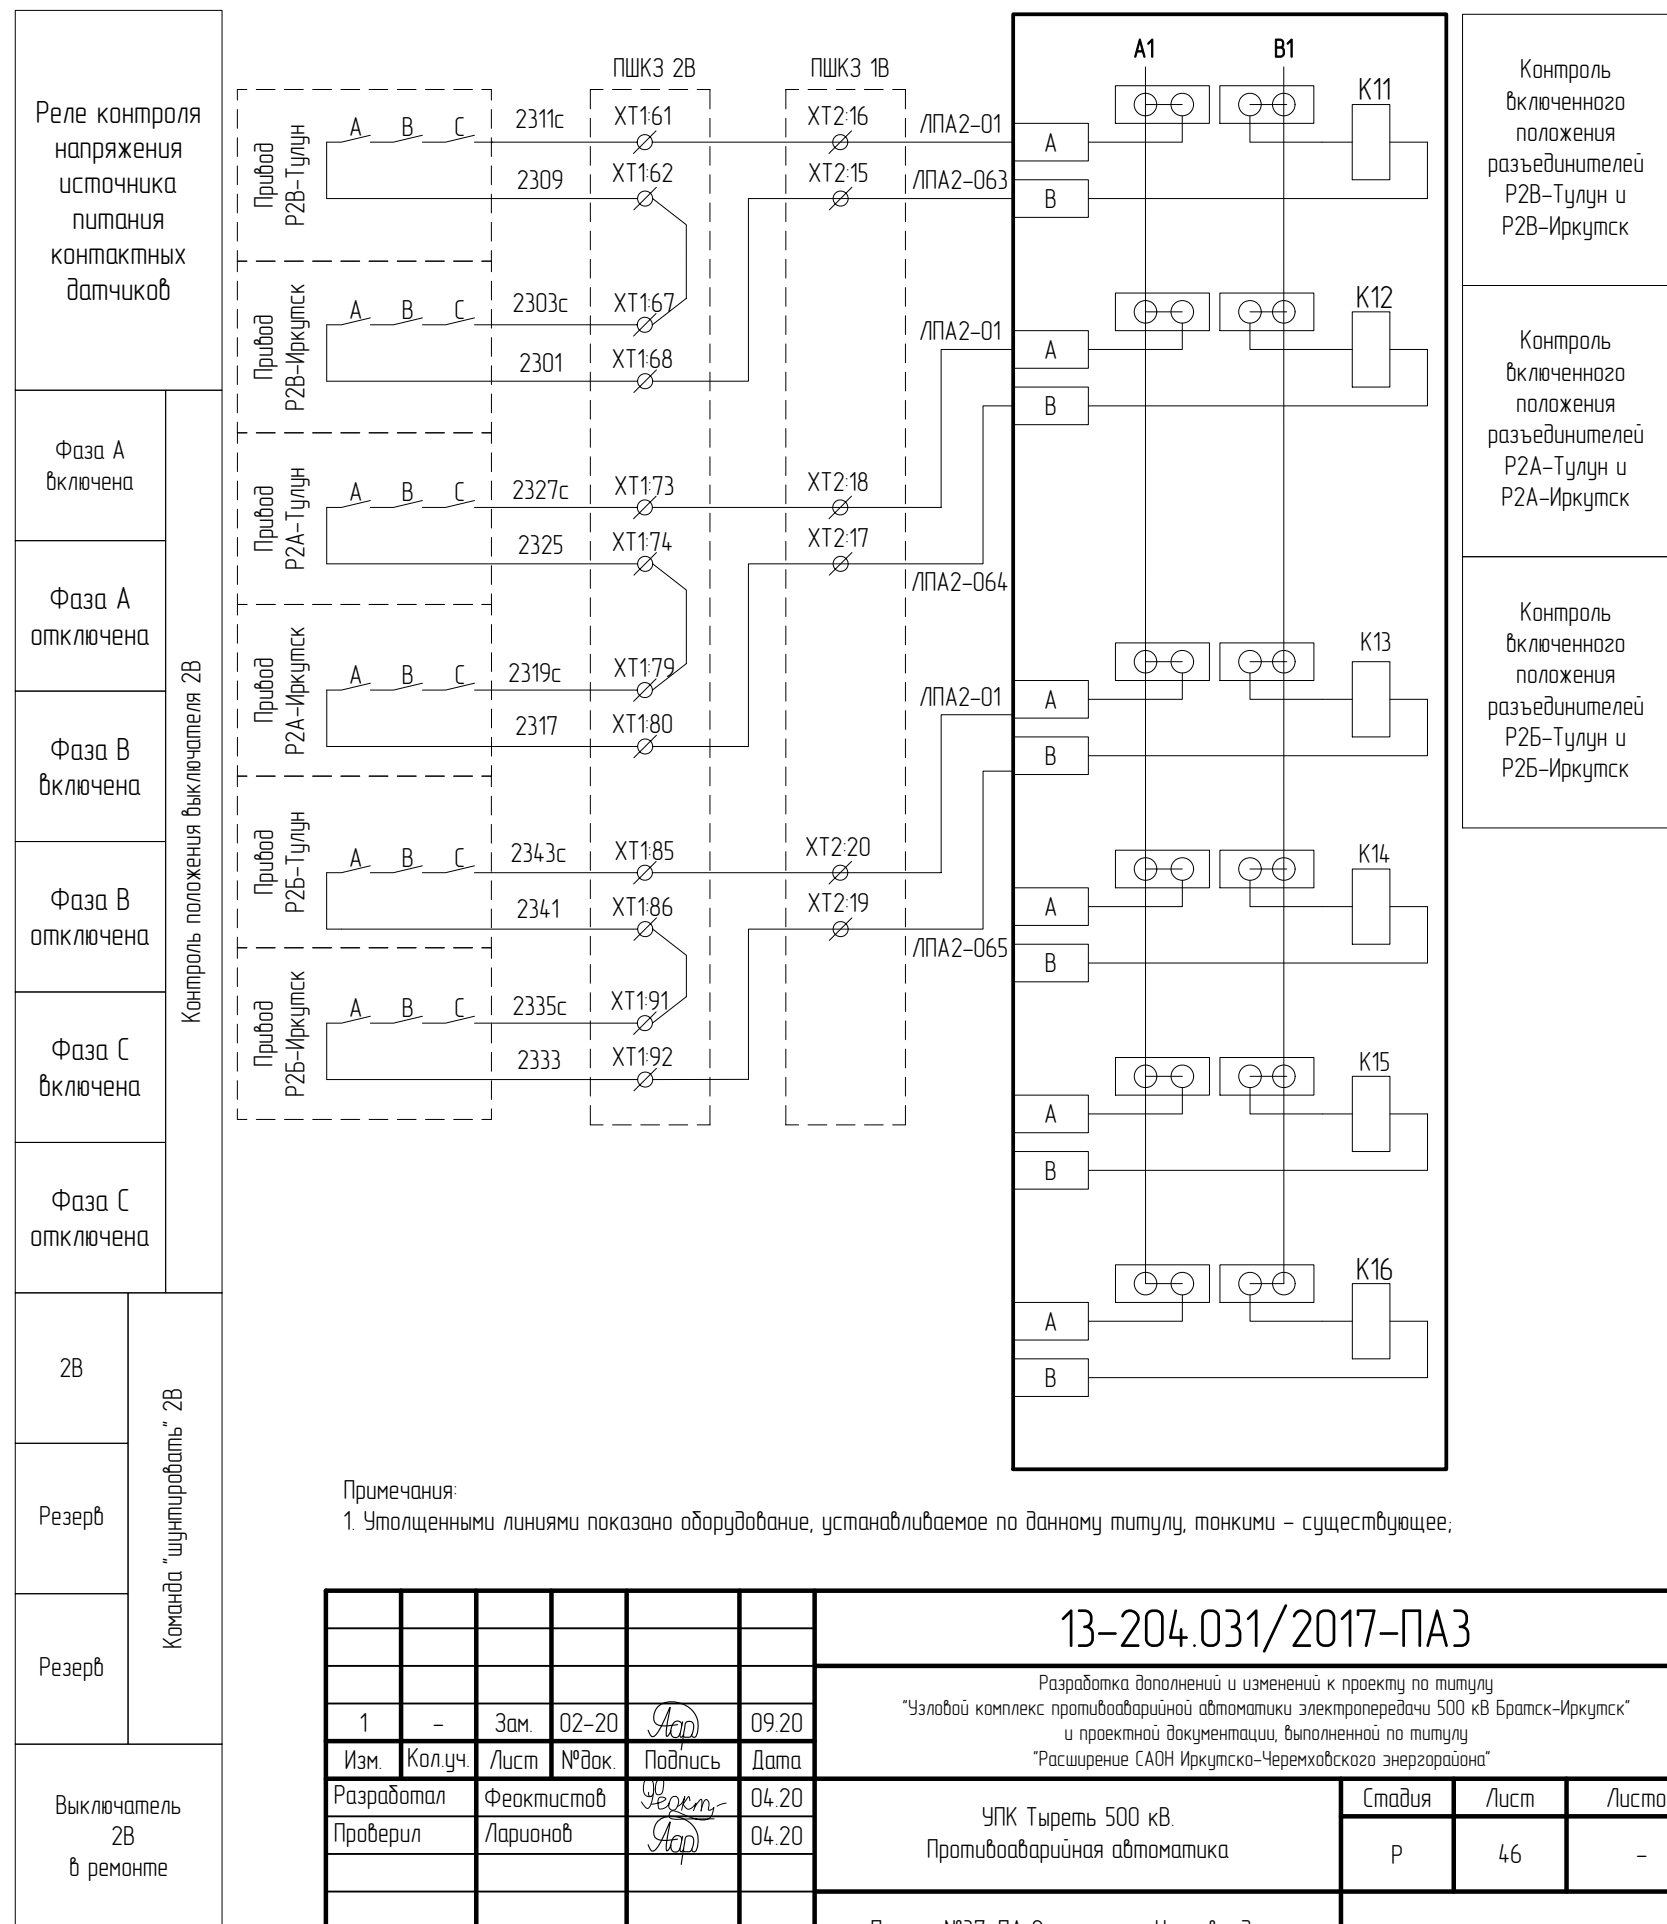 Реле контроля
напряжения
источника
питания
контактных
датчиков
Фаза А
включена
Фаза А
отключена
Фаза В
включена
Фаза В
отключена
Фаза С
включена
Фаза С
отключена
Контроль положения выключателя 2В
2В
Резерв
Резерв
Команда "шунтировать" 2В
Выключатель
2В
в ремонте
ПШКЗ 2В
ПШКЗ 1В
Привод
Р2В-Тулун
А В С
2311с
ХТ1:61
ХТ2:16
ЛПА2-01
2309
ХТ1:62
ХТ2:15
ЛПА2-063
Привод
Р2В-Иркутск
А В С
2303с
ХТ1:67
2301
ХТ1:68
ЛПА2-01
Привод
Р2А-Тулун
А В С
2327с
ХТ1:73
ХТ2:18
2325
ХТ1:74
ХТ2:17
ЛПА2-064
Привод
Р2А-Иркутск
А В С
2319с
ХТ1:79
2317
ХТ1:80
ЛПА2-01
Привод
Р2Б-Тулун
А В С
2343с
ХТ1:85
ХТ2:20
2341
ХТ1:86
ХТ2:19
ЛПА2-065
Привод
Р2Б-Иркутск
А В С
2335с
ХТ1:91
2333
ХТ1:92
А1
В1
К11
А
В
К12
А
В
К13
А
В
К14
А
В
К15
А
В
К16
А
В
Контроль
включенного
положения
разъединителей
Р2В-Тулун и
Р2В-Иркутск
Контроль
включенного
положения
разъединителей
Р2А-Тулун и
Р2А-Иркутск
Контроль
включенного
положения
разъединителей
Р2Б-Тулун и
Р2Б-Иркутск
Примечания:
1. Утолщенными линиями показано оборудование, устанавливаемое по данному титулу, тонкими – существующее;
13-204.031/2017-ПАЗ
Разработка дополнений и изменений к проекту по титулу
"Узловой комплекс противоаварийной автоматики электропередачи 500 кВ Братск-Иркутск"
и проектной документации, выполненной по титулу
"Расширение САОН Иркутско-Черемховского энергорайона"
1 – Зам. 02-20 09.20
Изм. Кол.уч. Лист №док. Подпись Дата
Разработал Феоктистов 04.20
Проверил Ларионов 04.20
УПК Тыреть 500 кВ.
Противоаварийная автоматика
Стадия Лист
Р 46 –